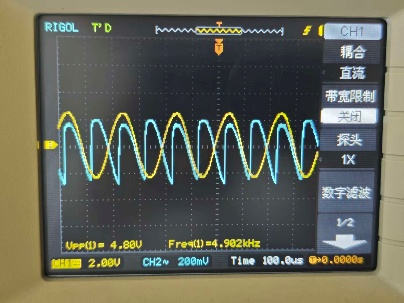 RIGOL T'D
CH1
耦合
直流
带宽限制
关闭
探头
1X
数字滤波
1/2
Vpp(1)= 4.80V Freq(1)=4.902kHz
CH1 2.00V CH2~ 200mV Time 100.0us 0.0000s